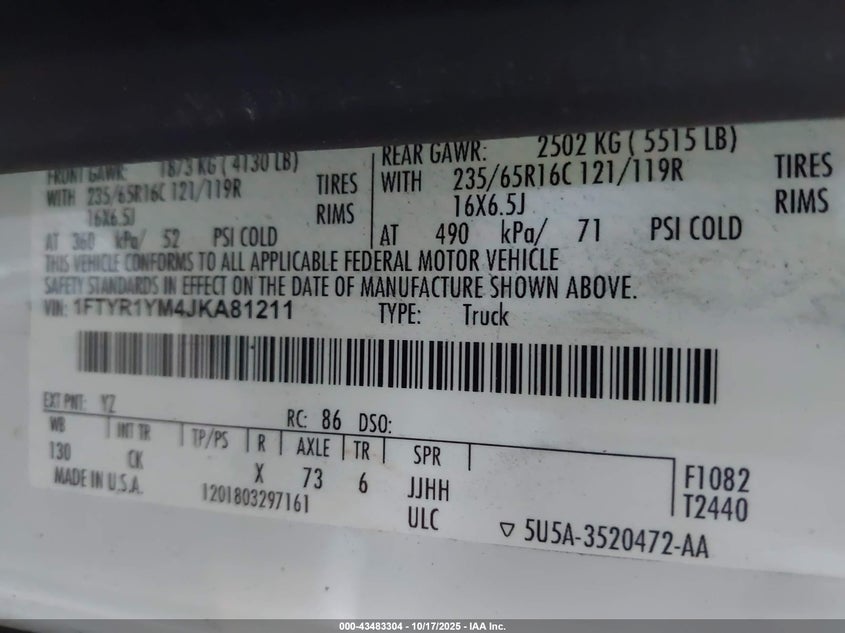 FRONT GAWR: 1873 KG ( 4130 LB)
WITH 235/65R16C 121/119R TIRES
16X6.5J RIMS
AT 360 kPa/ 52 PSI COLD
REAR GAWR: 2502 KG ( 5515 LB)
WITH 235/65R16C 121/119R TIRES
16X6.5J RIMS
AT 490 kPa/ 71 PSI COLD
THIS VEHICLE CONFORMS TO ALL APPLICABLE FEDERAL MOTOR VEHICLE
SAFETY STANDARDS IN EFFECT ON THE DATE OF MANUFACTURE SHOWN ABOVE.
VIN: 1FTYR1YM4JKA81211 TYPE: Truck
EXT PNT: YZ RC: 86 DSO:
WB INT TR TP/PS R AXLE TR SPR
130 CK X 73 6 JJHH F1082
MADE IN U.S.A. 1201803297161 ULC T2440
▽ 5U5A-3520472-AA
000-43483304 - 10/17/2025 - IAA Inc.